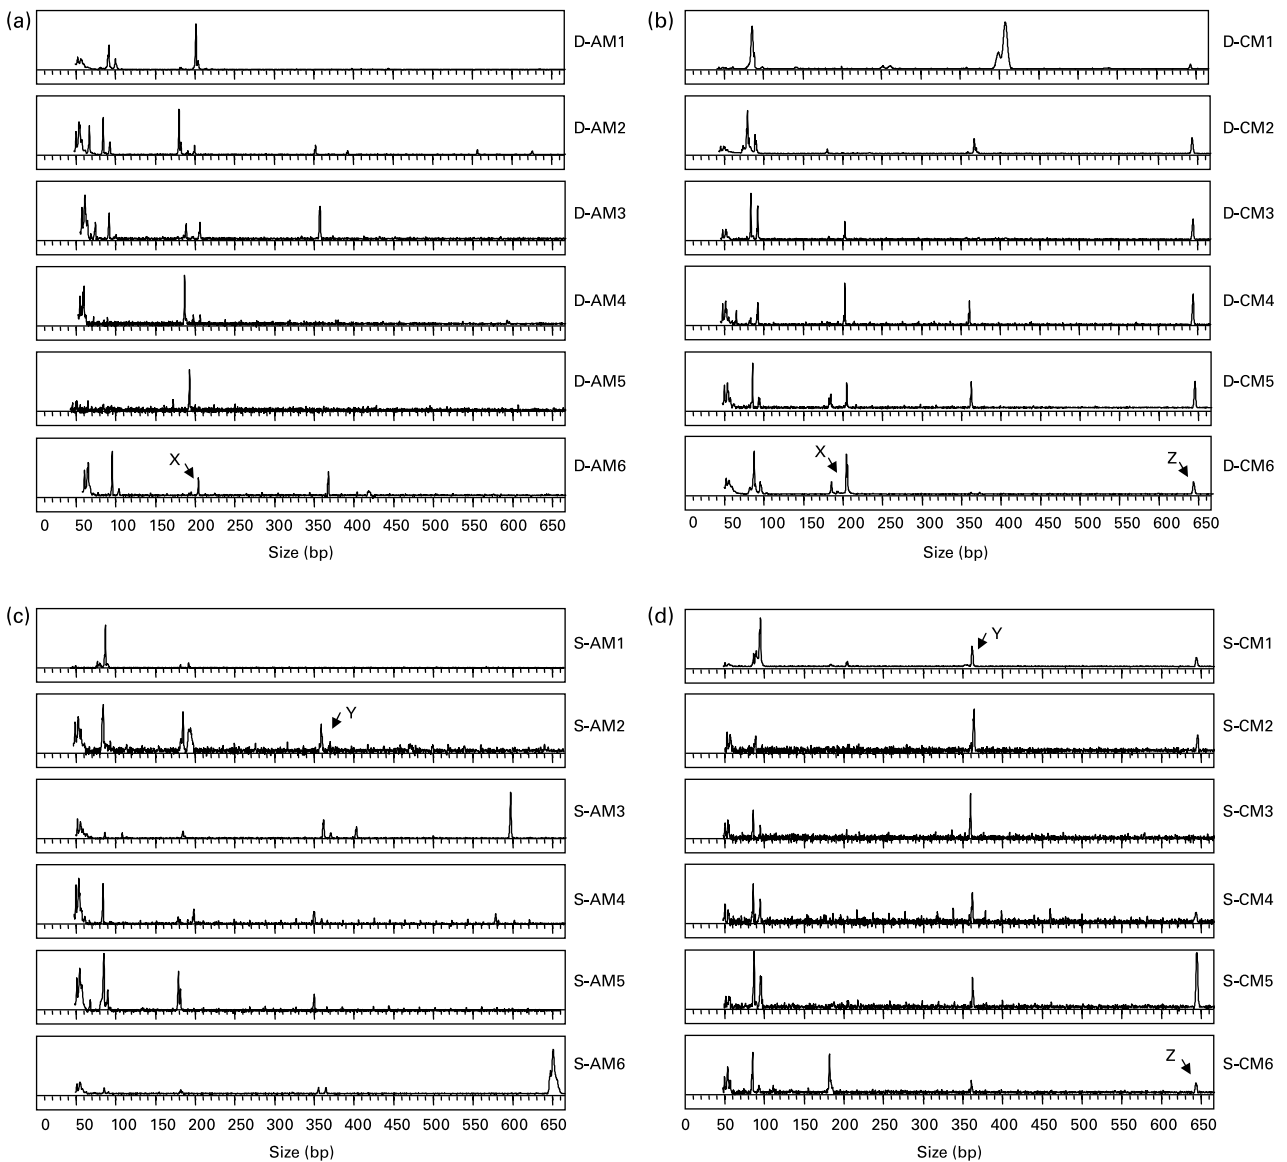 (a)
D-AM1
D-AM2
D-AM3
D-AM4
D-AM5
X
D-AM6
0 50 100 150 200 250 300 350 400 450 500 550 600 650
Size (bp)
(b)
D-CM1
D-CM2
D-CM3
D-CM4
D-CM5
X
Z
D-CM6
0 50 100 150 200 250 300 350 400 450 500 550 600 650
Size (bp)
(c)
S-AM1
Y
S-AM2
S-AM3
S-AM4
S-AM5
S-AM6
0 50 100 150 200 250 300 350 400 450 500 550 600 650
Size (bp)
(d)
Y
S-CM1
S-CM2
S-CM3
S-CM4
S-CM5
Z
S-CM6
0 50 100 150 200 250 300 350 400 450 500 550 600 650
Size (bp)